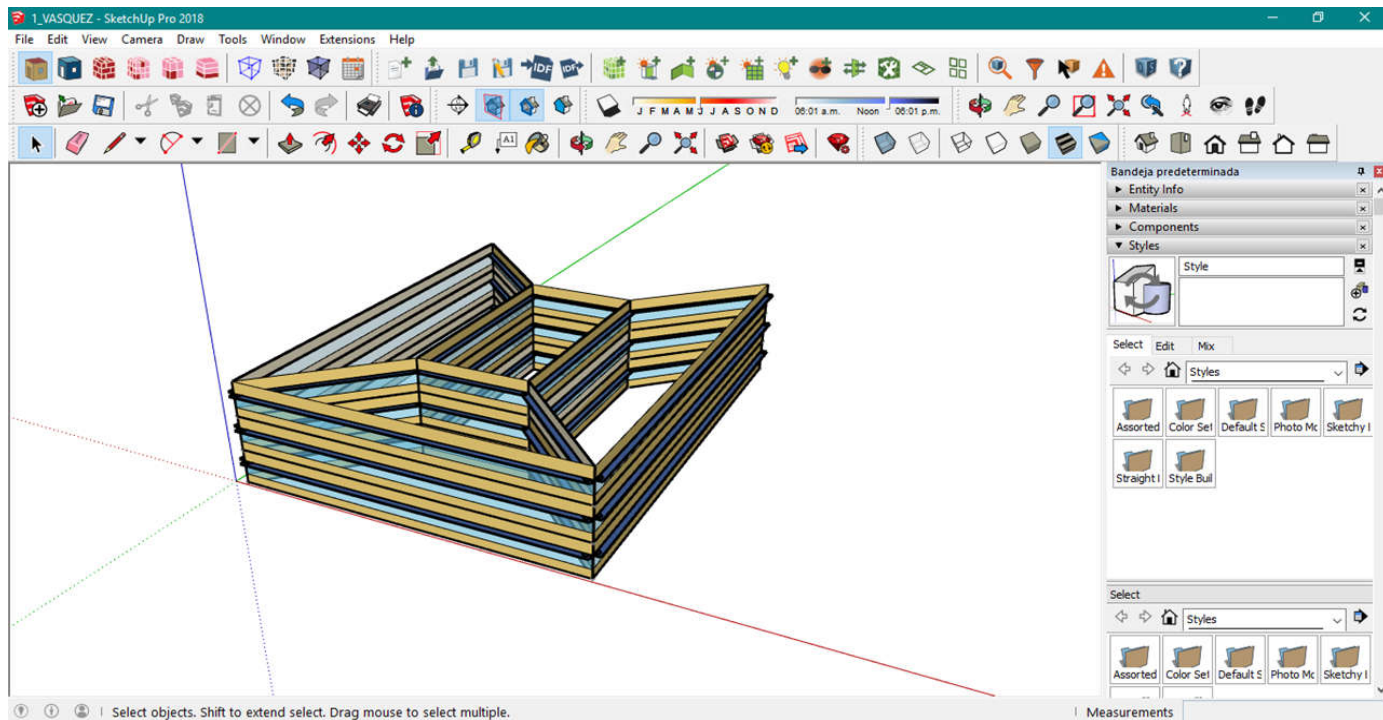 1_VASQUEZ - SketchUp Pro 2018
File Edit View Camera Draw Tools Window Extensions Help
IDF IDF
J F M A M J J A S O N D 06:01 a.m. Noon 06:01 p.m.
A1
Bandeja predeterminada
Entity Info
Materials
Components
Styles
Style
Select Edit Mix
Styles
Assorted Color Set Default S Photo Mc Sketchy I
Straight I Style Buil
Select
Styles
Assorted Color Set Default S Photo Mc Sketchy I
Select objects. Shift to extend select. Drag mouse to select multiple.
Measurements